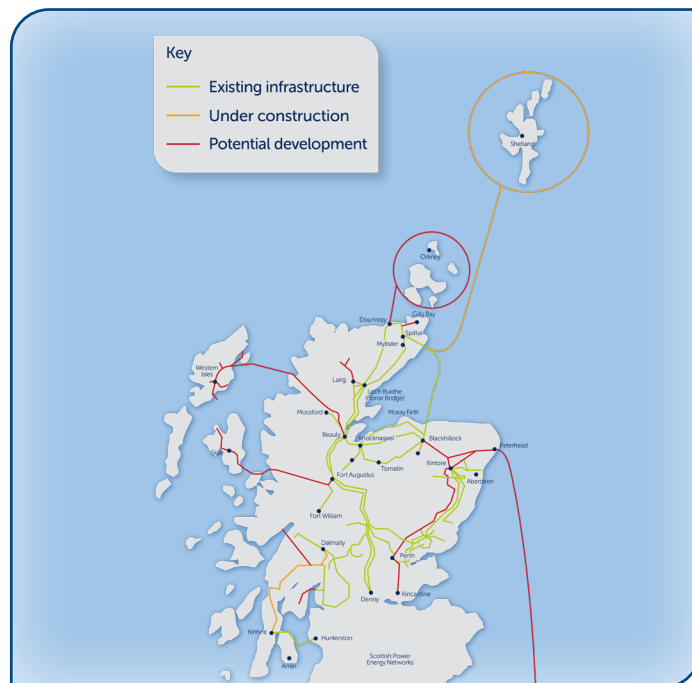 Key
Existing infrastructure
Under construction
Potential development
Shetland
Orkney
Dounreay
Gills Bay
Spittal
Mybster
Western
Isles
Lairg
Loch Buidhe
(Bonar Bridge)
Mossford
Moray Firth
Beauly
Knocknagael
Blackhillock
Peterhead
Skye
Kintore
Fort Augustus
Tomatin
Aberdeen
Fort William
Dalmally
Perth
Denny
Kincardine
Kintyre
Hunterston
Arran
Scottish Power
Energy Networks